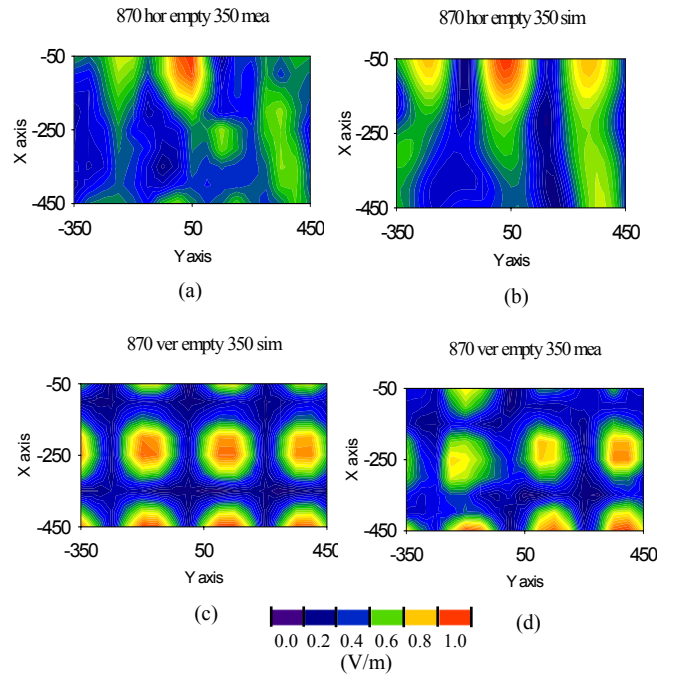 870 hor empty 350 mea
-50
-250
-450
X axis
-350
50
450
Y axis
(a)
870 hor empty 350 sim
-50
-250
-450
X axis
-350
50
450
Y axis
(b)
870 ver empty 350 sim
-50
-250
-450
X axis
-350
50
450
Y axis
(c)
870 ver empty 350 mea
-50
-250
-450
X axis
-350
50
450
Y axis
(d)
0.0 0.2 0.4 0.6 0.8 1.0
(V/m)